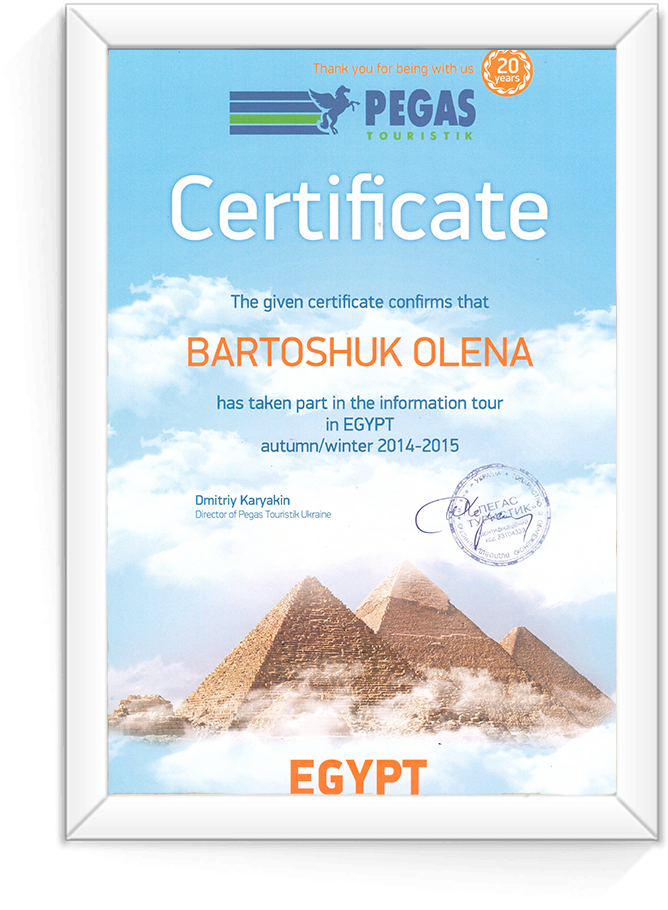 Thank you for being with us
20
years
PEGAS
TOURISTIK
Certificate
The given certificate confirms that
BARTOSHUK OLENA
has taken part in the information tour
in EGYPT
autumn/winter 2014-2015
Dmitriy Karyakin
Director of Pegas Touristik Ukraine
ПЕГАС
ТУРИСТИК
EGYPT